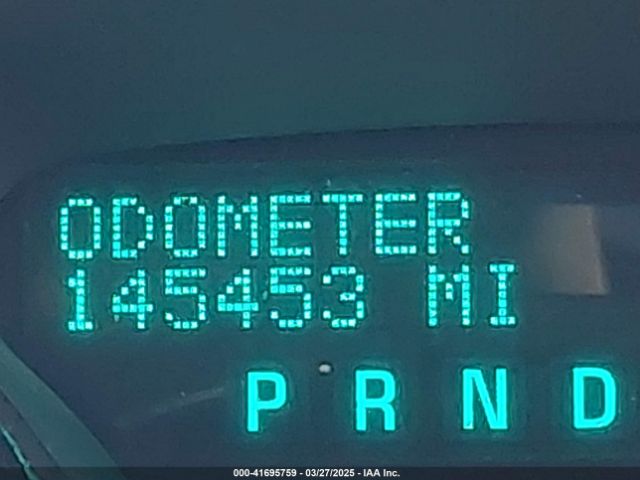 ODOMETER
145453 MI
P R N D
000-41695759 — 03/27/2025 — IAA Inc.